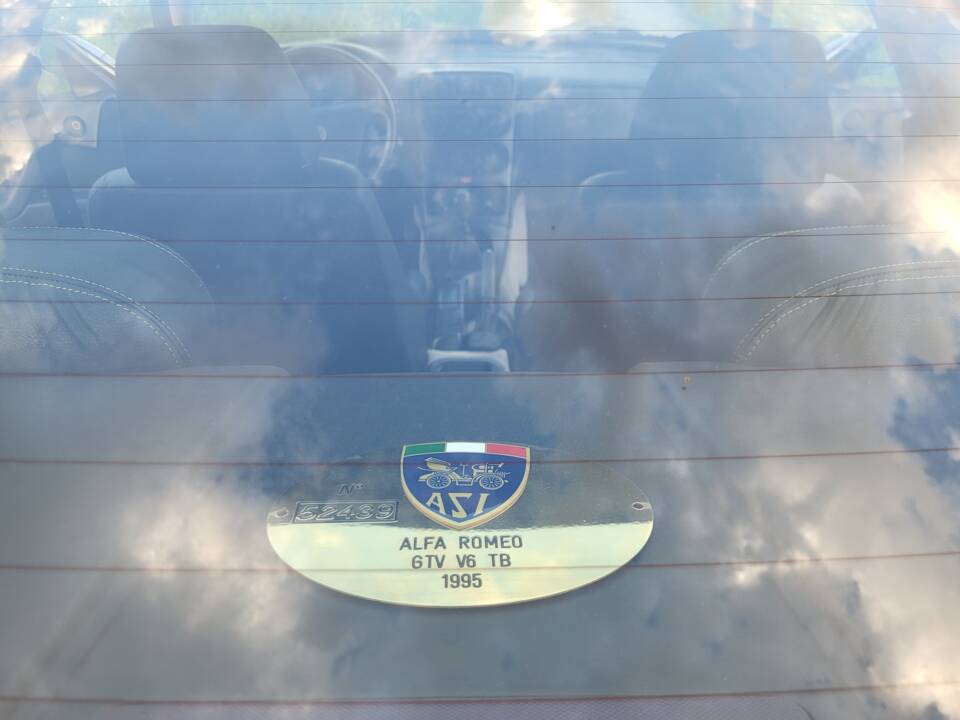 ASI
N°
52439
ALFA ROMEO
GTV V6 TB
1995